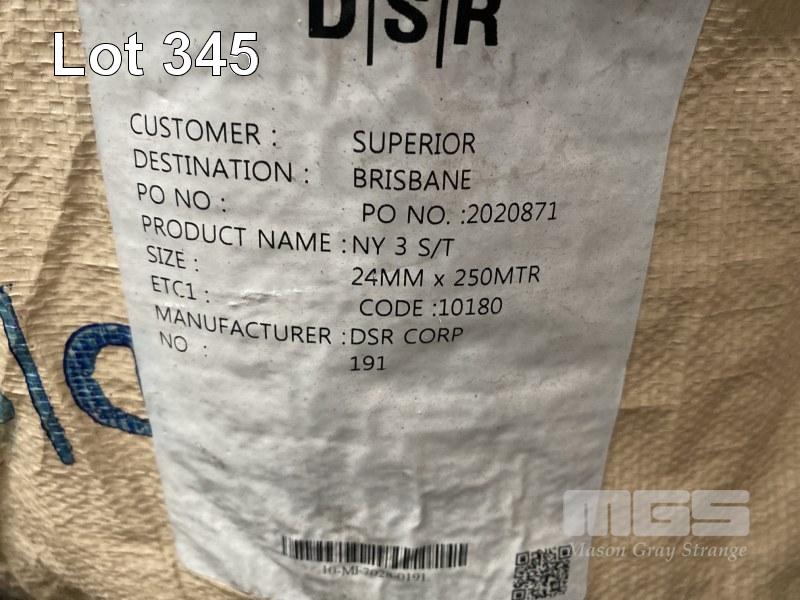 Lot 345
D|S|R
CUSTOMER : SUPERIOR
DESTINATION : BRISBANE
PO NO : PO NO. :2020871
PRODUCT NAME : NY 3 S/T
SIZE : 24MM x 250MTR
ETC1 : CODE :10180
MANUFACTURER : DSR CORP
NO : 191
MGS
Mason Gray Strange